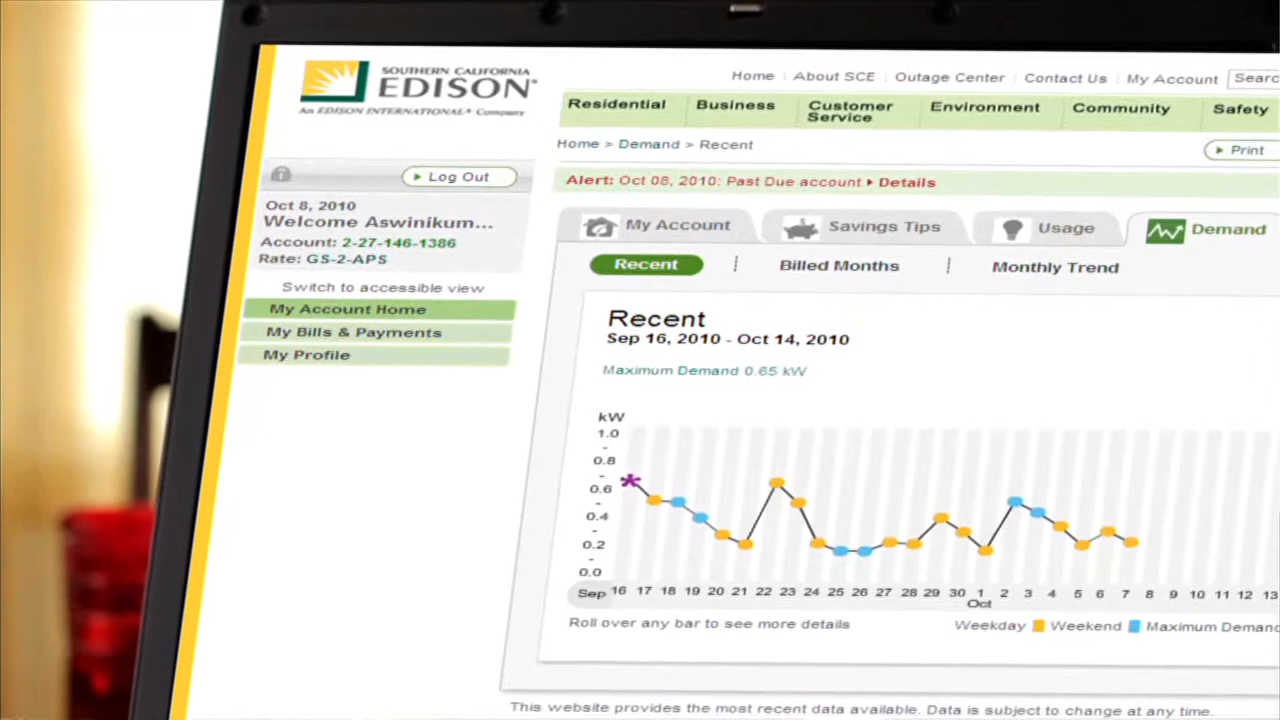 SOUTHERN CALIFORNIA
EDISON
An EDISON INTERNATIONAL® Company
Home About SCE Outage Center Contact Us My Account
Residential Business Customer Service Environment Community Safety
Home > Demand > Recent
Print
Alert: Oct 08, 2010: Past Due account Details
Log Out
Oct 8, 2010
Welcome Aswinikum...
Account: 2-27-146-1386
Rate: GS-2-APS
Switch to accessible view
My Account Home
My Bills & Payments
My Profile
My Account Savings Tips Usage Demand
Recent Billed Months Monthly Trend
Recent
Sep 16, 2010 - Oct 14, 2010
Maximum Demand 0.65 kW
kW
1.0
0.8
0.6
0.4
0.2
0.0
Sep 16 17 18 19 20 21 22 23 24 25 26 27 28 29 30 1 2 3 4 5 6 7 8 9 10 11 12 13
Oct
Roll over any bar to see more details
Weekday Weekend Maximum Demand
This website provides the most recent data available. Data is subject to change at any time.